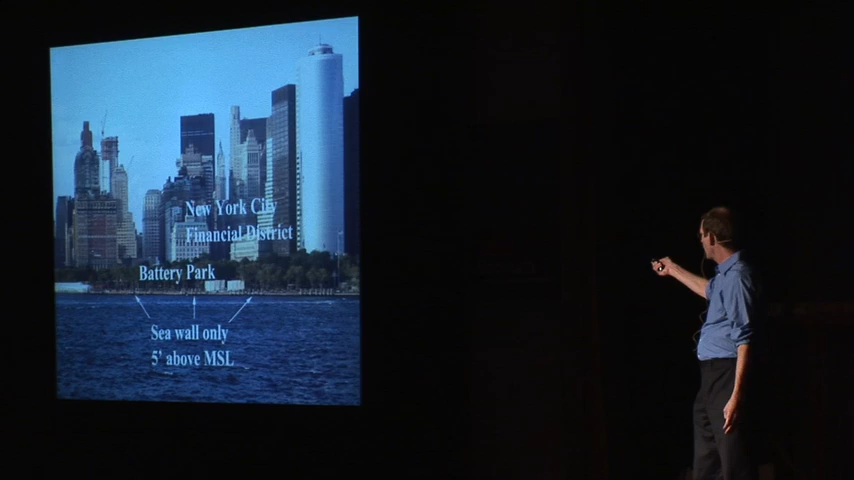 New York City
Financial District
Battery Park
Sea wall only
5' above MSL